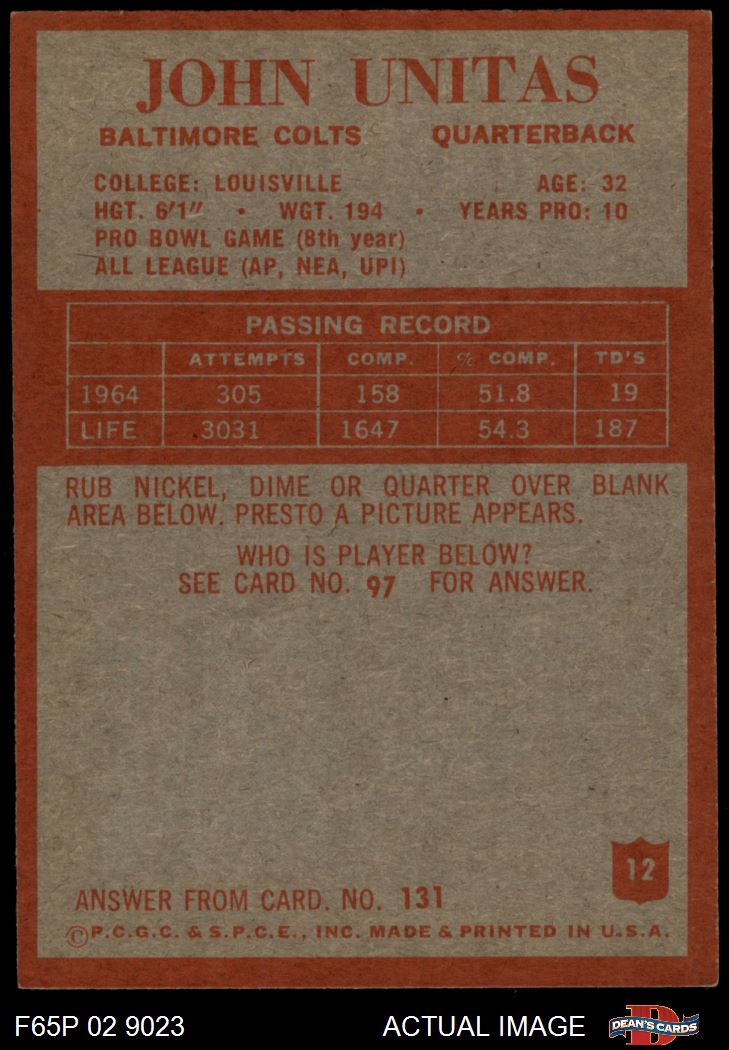 JOHN UNITAS
BALTIMORE COLTS QUARTERBACK
COLLEGE: LOUISVILLE AGE: 32
HGT. 6'1" • WGT. 194 • YEARS PRO: 10
PRO BOWL GAME (8th year)
ALL LEAGUE (AP, NEA, UPI)
PASSING RECORD
ATTEMPTS COMP. % COMP. TD'S
1964 305 158 51.8 19
LIFE 3031 1647 54.3 187
RUB NICKEL, DIME OR QUARTER OVER BLANK
AREA BELOW. PRESTO A PICTURE APPEARS.
WHO IS PLAYER BELOW?
SEE CARD NO. 97 FOR ANSWER.
12
ANSWER FROM CARD. NO. 131
©P.C.G.C. & S.P.C.E., INC. MADE & PRINTED IN U.S.A.
F65P 02 9023 ACTUAL IMAGE DEAN'S CARDS